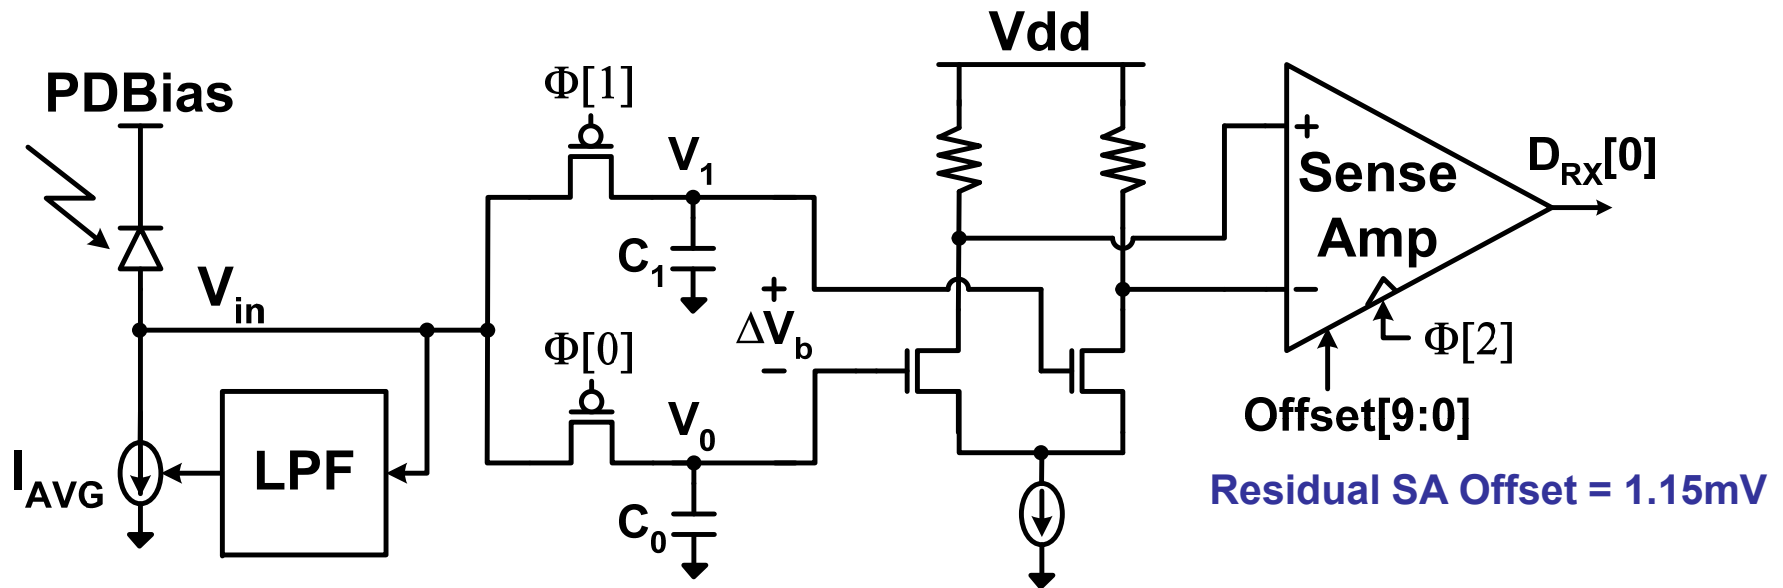 Vdd
PDBias
Φ[1]
V1
+
Sense
Amp
DRX[0]
C1
Vin
+
ΔVb
−
−
Φ[0]
Φ[2]
V0
Offset[9:0]
IAVG
LPF
C0
Residual SA Offset = 1.15mV